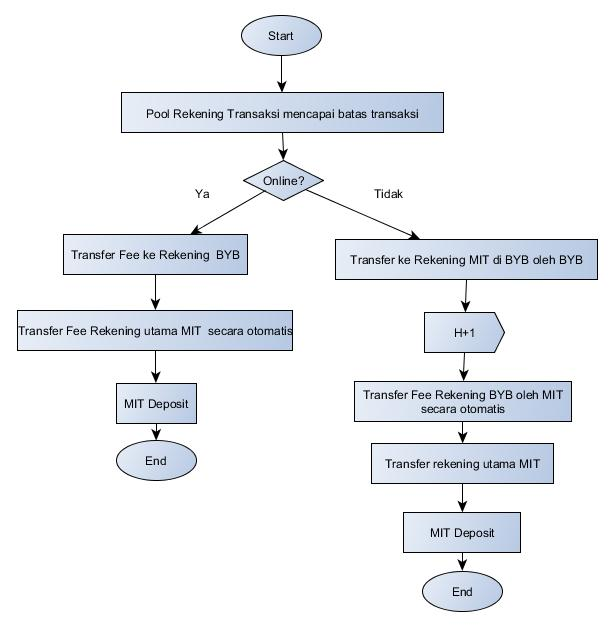 Start
Pool Rekening Transaksi mencapai batas transaksi
Online?
Ya
Tidak
Transfer Fee ke Rekening BYB
Transfer Fee Rekening utama MIT secara otomatis
MIT Deposit
End
Transfer ke Rekening MIT di BYB oleh BYB
H+1
Transfer Fee Rekening BYB oleh MIT
secara otomatis
Transfer rekening utama MIT
MIT Deposit
End